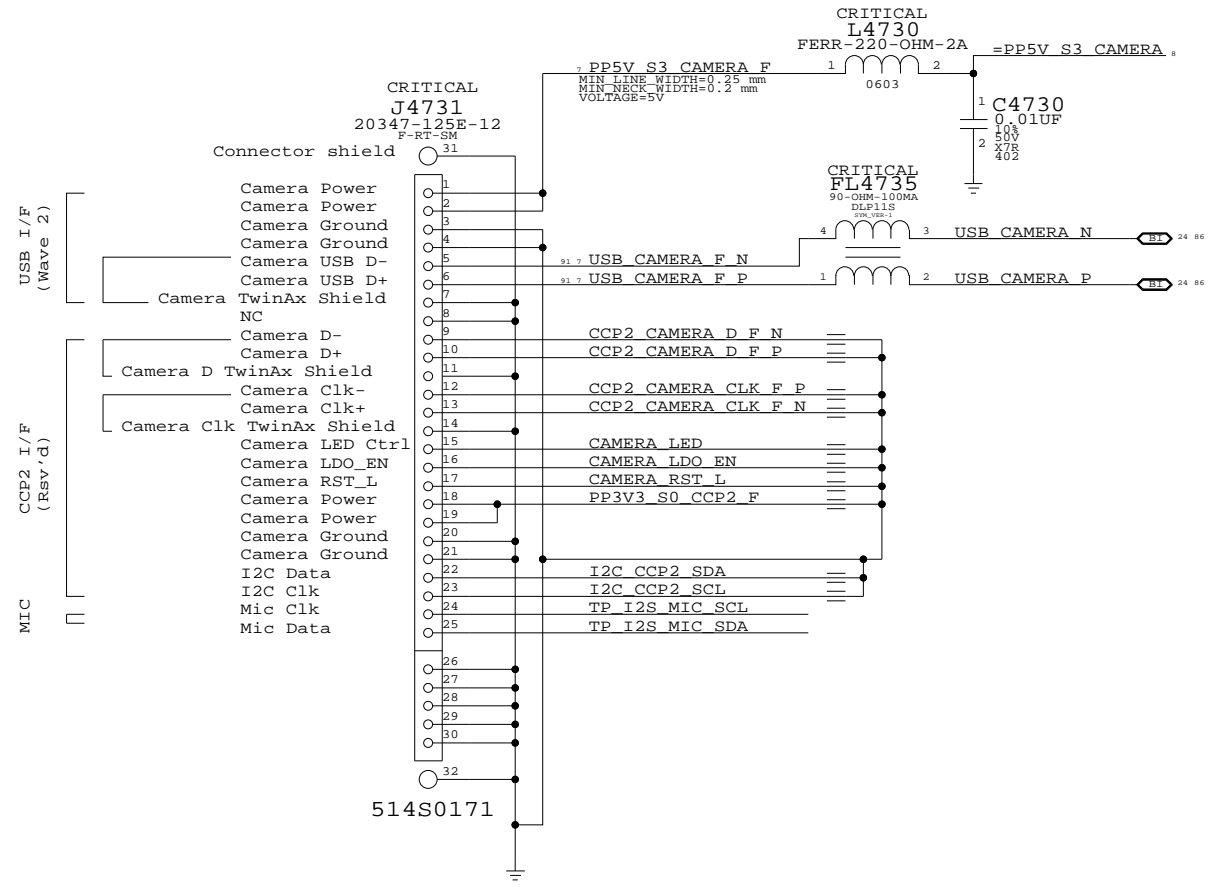 CRITICAL
L4730
FERR-220-OHM-2A
1 2
0603
=PP5V_S3_CAMERA 8
7 PP5V_S3_CAMERA_F
MIN_LINE_WIDTH=0.25 mm
MIN_NECK_WIDTH=0.2 mm
VOLTAGE=5V
1 C4730
0.01UF
10%
50V
2 X7R
402
CRITICAL
J4731
20347-125E-12
F-RT-SM
Connector shield 31
CRITICAL
FL4735
90-OHM-100MA
DLP11S
SYM_VER-1
USB I/F
(Wave 2)
Camera Power 1
Camera Power 2
Camera Ground 3
Camera Ground 4
4 3 USB_CAMERA_N BI 24 86
Camera USB D- 5 91 7 USB_CAMERA_F_N
Camera USB D+ 6 91 7 USB_CAMERA_F_P 1 2 USB_CAMERA_P BI 24 86
Camera TwinAx Shield 7
NC 8
CCP2 I/F
(Rsv'd)
Camera D- 9 CCP2_CAMERA_D_F_N
Camera D+ 10 CCP2_CAMERA_D_F_P
Camera D TwinAx Shield 11
Camera Clk- 12 CCP2_CAMERA_CLK_F_P
Camera Clk+ 13 CCP2_CAMERA_CLK_F_N
Camera Clk TwinAx Shield 14
Camera LED Ctrl 15 CAMERA_LED
Camera LDO_EN 16 CAMERA_LDO_EN
Camera RST_L 17 CAMERA_RST_L
Camera Power 18 PP3V3_S0_CCP2_F
Camera Power 19
Camera Ground 20
Camera Ground 21
I2C Data 22 I2C_CCP2_SDA
I2C Clk 23 I2C_CCP2_SCL
MIC
Mic Clk 24 TP_I2S_MIC_SCL
Mic Data 25 TP_I2S_MIC_SDA
26
27
28
29
30
32
514S0171